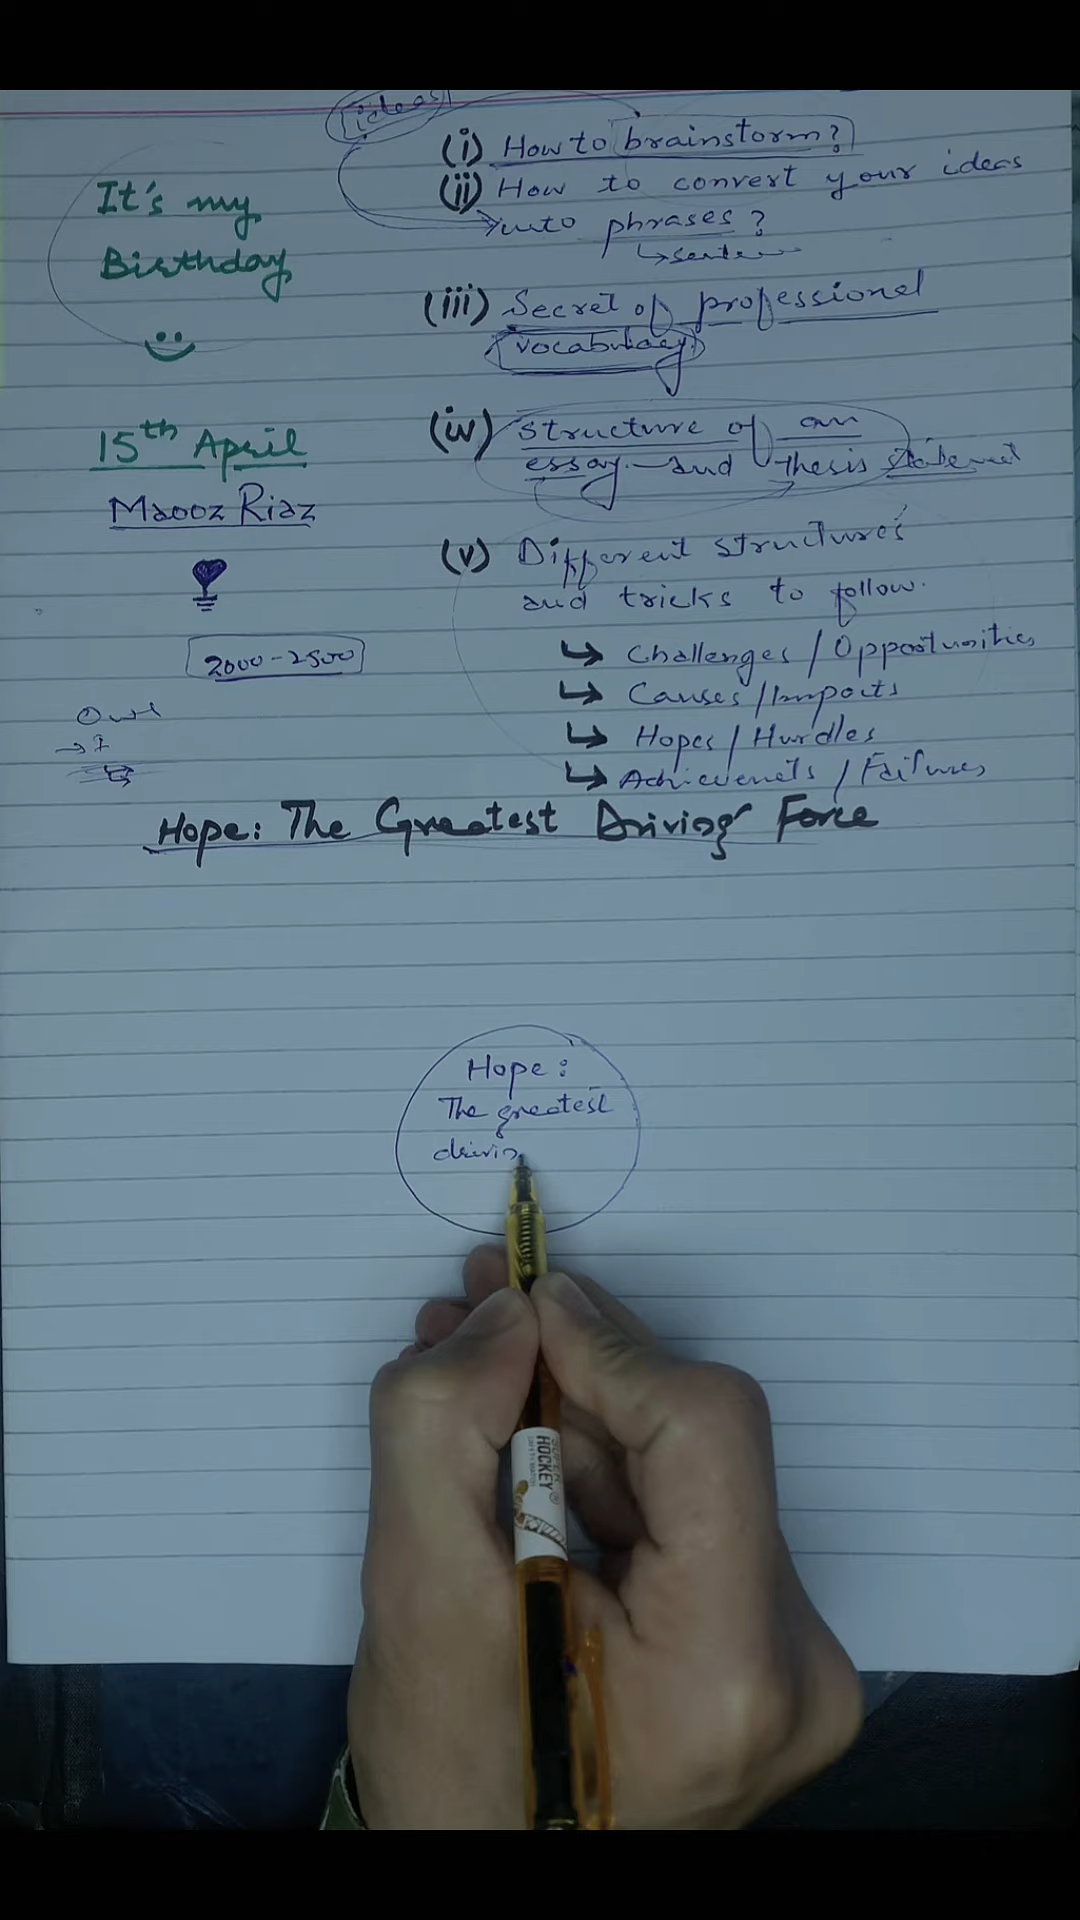 ideas
(i) How to brainstorm?
(ii) How to convert your ideas
into phrases?
(iii) Secret of professional
vocabulary
(iv) Structure of an
essay and thesis statement
(v) Different structures
and tricks to follow.
Challenges / Opportunities
Causes / Impacts
Hopes / Hurdles
Achievements / Failures
It's my
Birthday
15th April
Maooz Riaz
2000-2500
Hope: The Greatest Driving Force
Hope:
The greatest
drivin
SUPER
HOCKEY